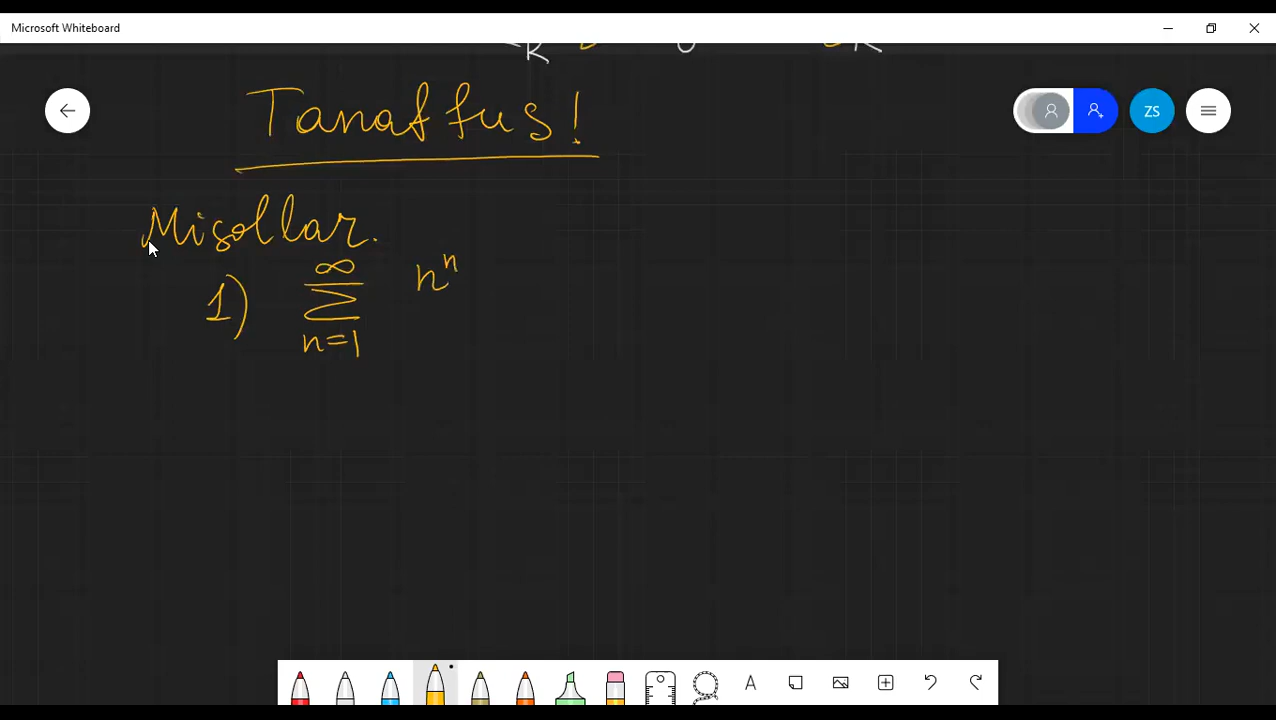 Microsoft Whiteboard
ZS
Tanaffus!
Misollar.
1) ∞ ∑ n=1 n^n
A